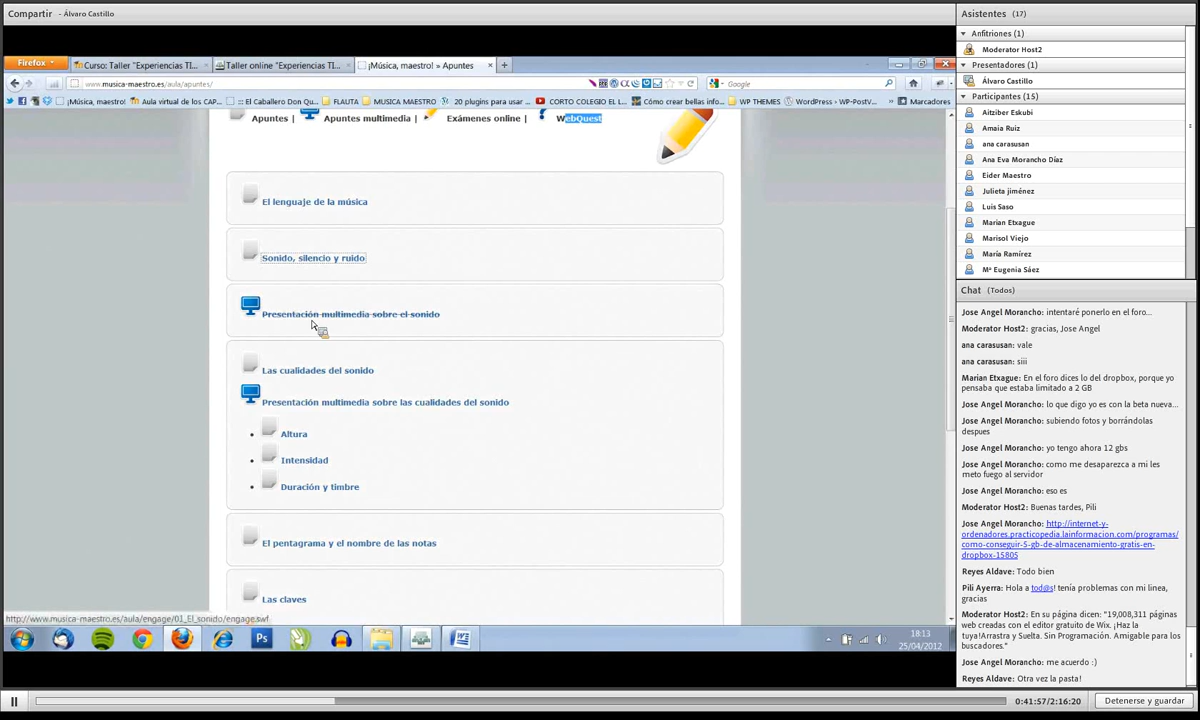 Compartir - Álvaro Castillo
Firefox
Curso: Taller "Experiencias TI...
Taller online "Experiencias TI...
¡Música, maestro! » Apuntes
www.musica-maestro.es/aula/apuntes/
Google
¡Música, maestro!
Aula virtual de los CAP...
::: El Caballero Don Qu...
FLAUTA
MUSICA MAESTRO
20 plugins para usar ...
CORTO COLEGIO EL L...
Cómo crear bellas info...
WP THEMES
WordPress › WP-PostV...
Marcadores
Apuntes |
Apuntes multimedia |
Exámenes online |
WebQuest
El lenguaje de la música
Sonido, silencio y ruido
Presentación multimedia sobre el sonido
Las cualidades del sonido
Presentación multimedia sobre las cualidades del sonido
Altura
Intensidad
Duración y timbre
El pentagrama y el nombre de las notas
Las claves
http://www.musica-maestro.es/aula/engage/01_El_sonido/engage.swf
Ps
18:13
25/04/2012
Asistentes (17)
Anfitriones (1)
Moderator Host2
Presentadores (1)
Álvaro Castillo
Participantes (15)
Aitziber Eskubi
Amaia Ruiz
ana carasusan
Ana Eva Morancho Díaz
Eider Maestro
Julieta jiménez
Luis Saso
Marian Etxague
Marisol Viejo
María Ramírez
Mª Eugenia Sáez
Chat (Todos)
Jose Angel Morancho: intentaré ponerlo en el foro...
Moderator Host2: gracias, Jose Angel
ana carasusan: vale
ana carasusan: siii
Marian Etxague: En el foro dices lo del dropbox, porque yo
pensaba que estaba limitado a 2 GB
Jose Angel Morancho: lo que digo yo es con la beta nueva...
Jose Angel Morancho: subiendo fotos y borrándolas
despues
Jose Angel Morancho: yo tengo ahora 12 gbs
Jose Angel Morancho: como me desaparezca a mi les
meto fuego al servidor
Jose Angel Morancho: eso es
Moderator Host2: Buenas tardes, Pili
Jose Angel Morancho: http://internet-y-
ordenadores.practicopedia.lainformacion.com/programas/
como-conseguir-5-gb-de-almacenamiento-gratis-en-
dropbox-15805
Reyes Aldave: Todo bien
Pili Ayerra: Hola a tod@s! tenía problemas con mi linea,
gracias
Moderator Host2: En su página dicen: "19,008,311 páginas
web creadas con el editor gratuito de Wix. ¡Haz la
tuya!Arrastra y Suelta. Sin Programación. Amigable para los
buscadores."
Jose Angel Morancho: me acuerdo :)
Reyes Aldave: Otra vez la pasta!
0:41:57/2:16:20
Detenerse y guardar